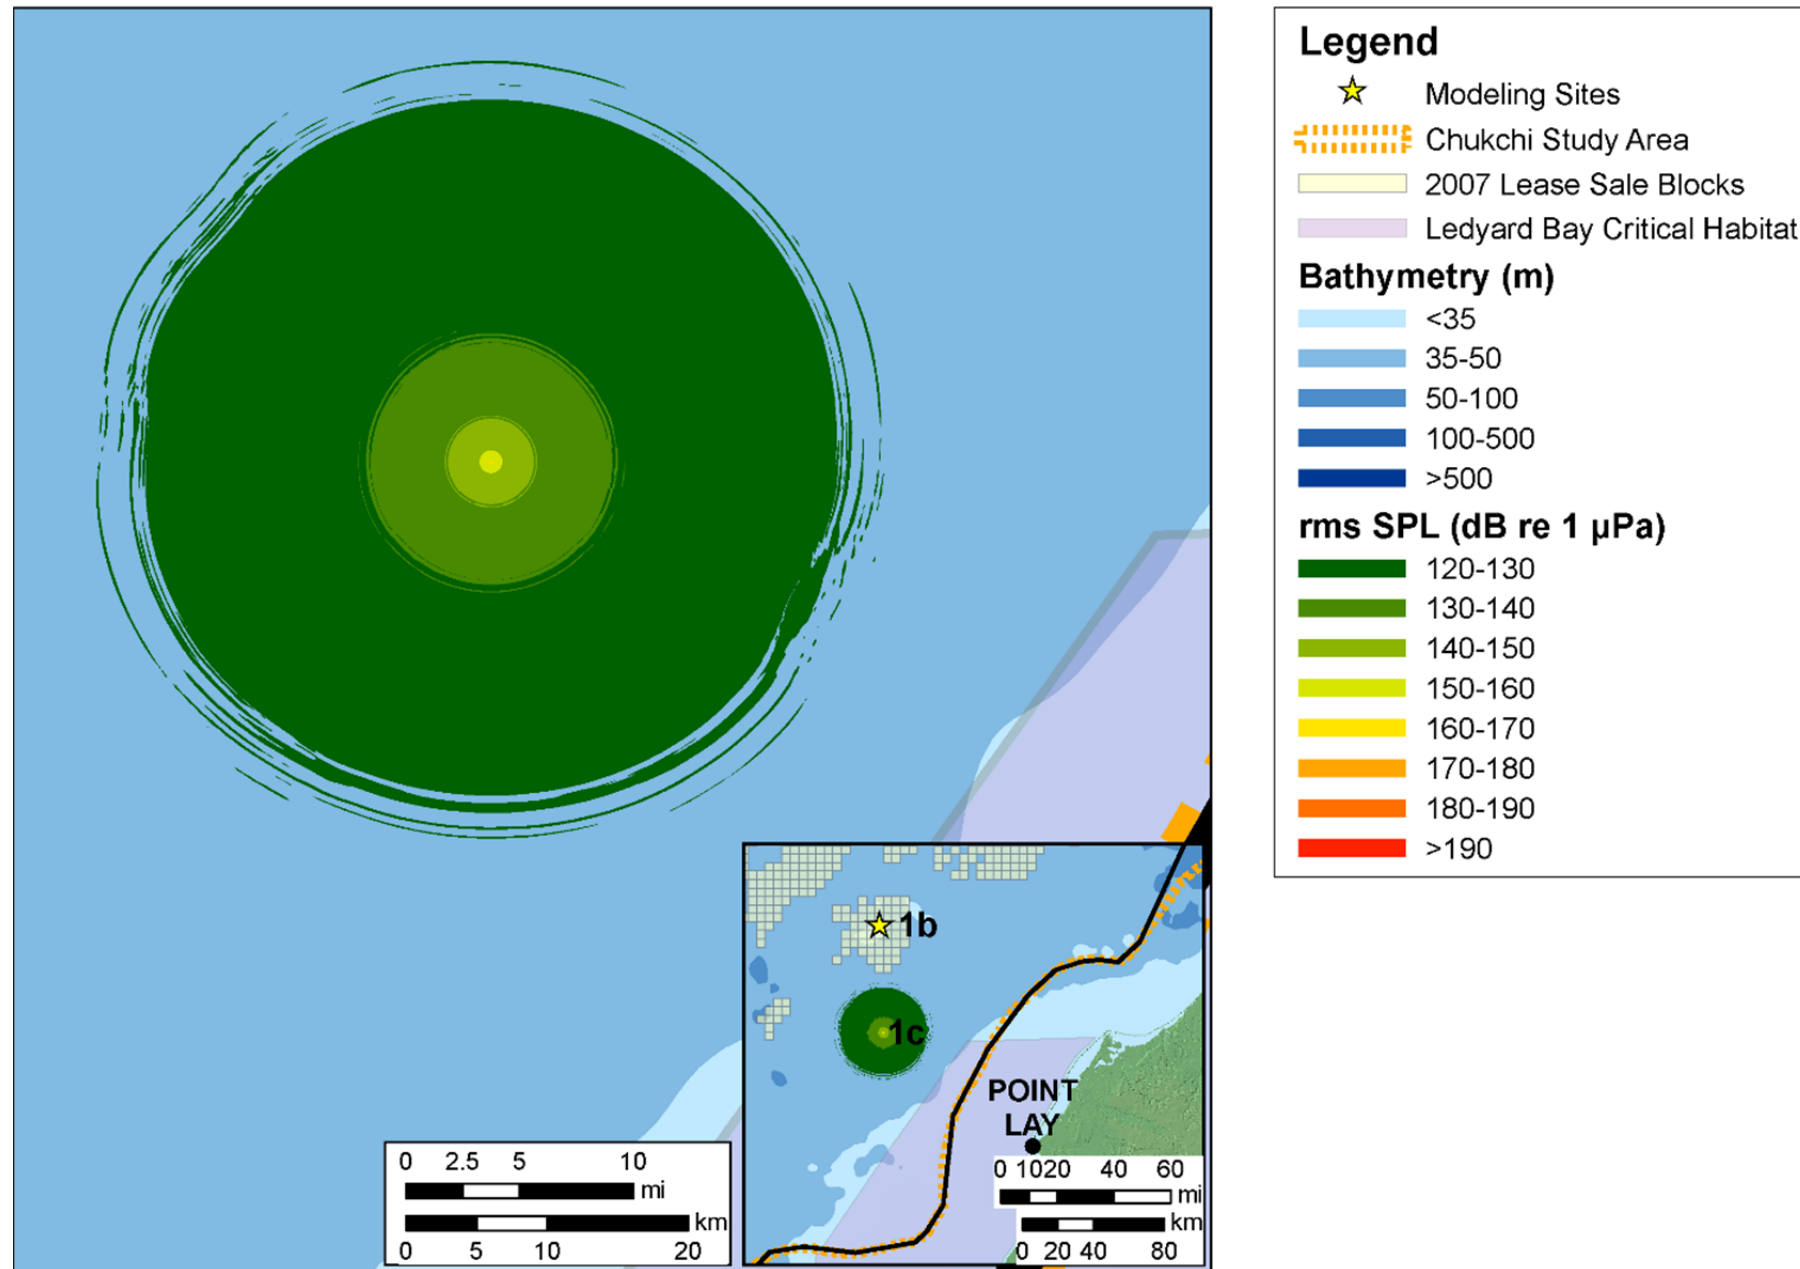 Legend
Modeling Sites
Chukchi Study Area
2007 Lease Sale Blocks
Ledyard Bay Critical Habitat
Bathymetry (m)
<35
35-50
50-100
100-500
>500
rms SPL (dB re 1 µPa)
120-130
130-140
140-150
150-160
160-170
170-180
180-190
>190
1b
1c
POINT
LAY
0 2.5 5 10
mi
km
0 5 10 20
0 10 20 40 60
mi
km
0 20 40 80